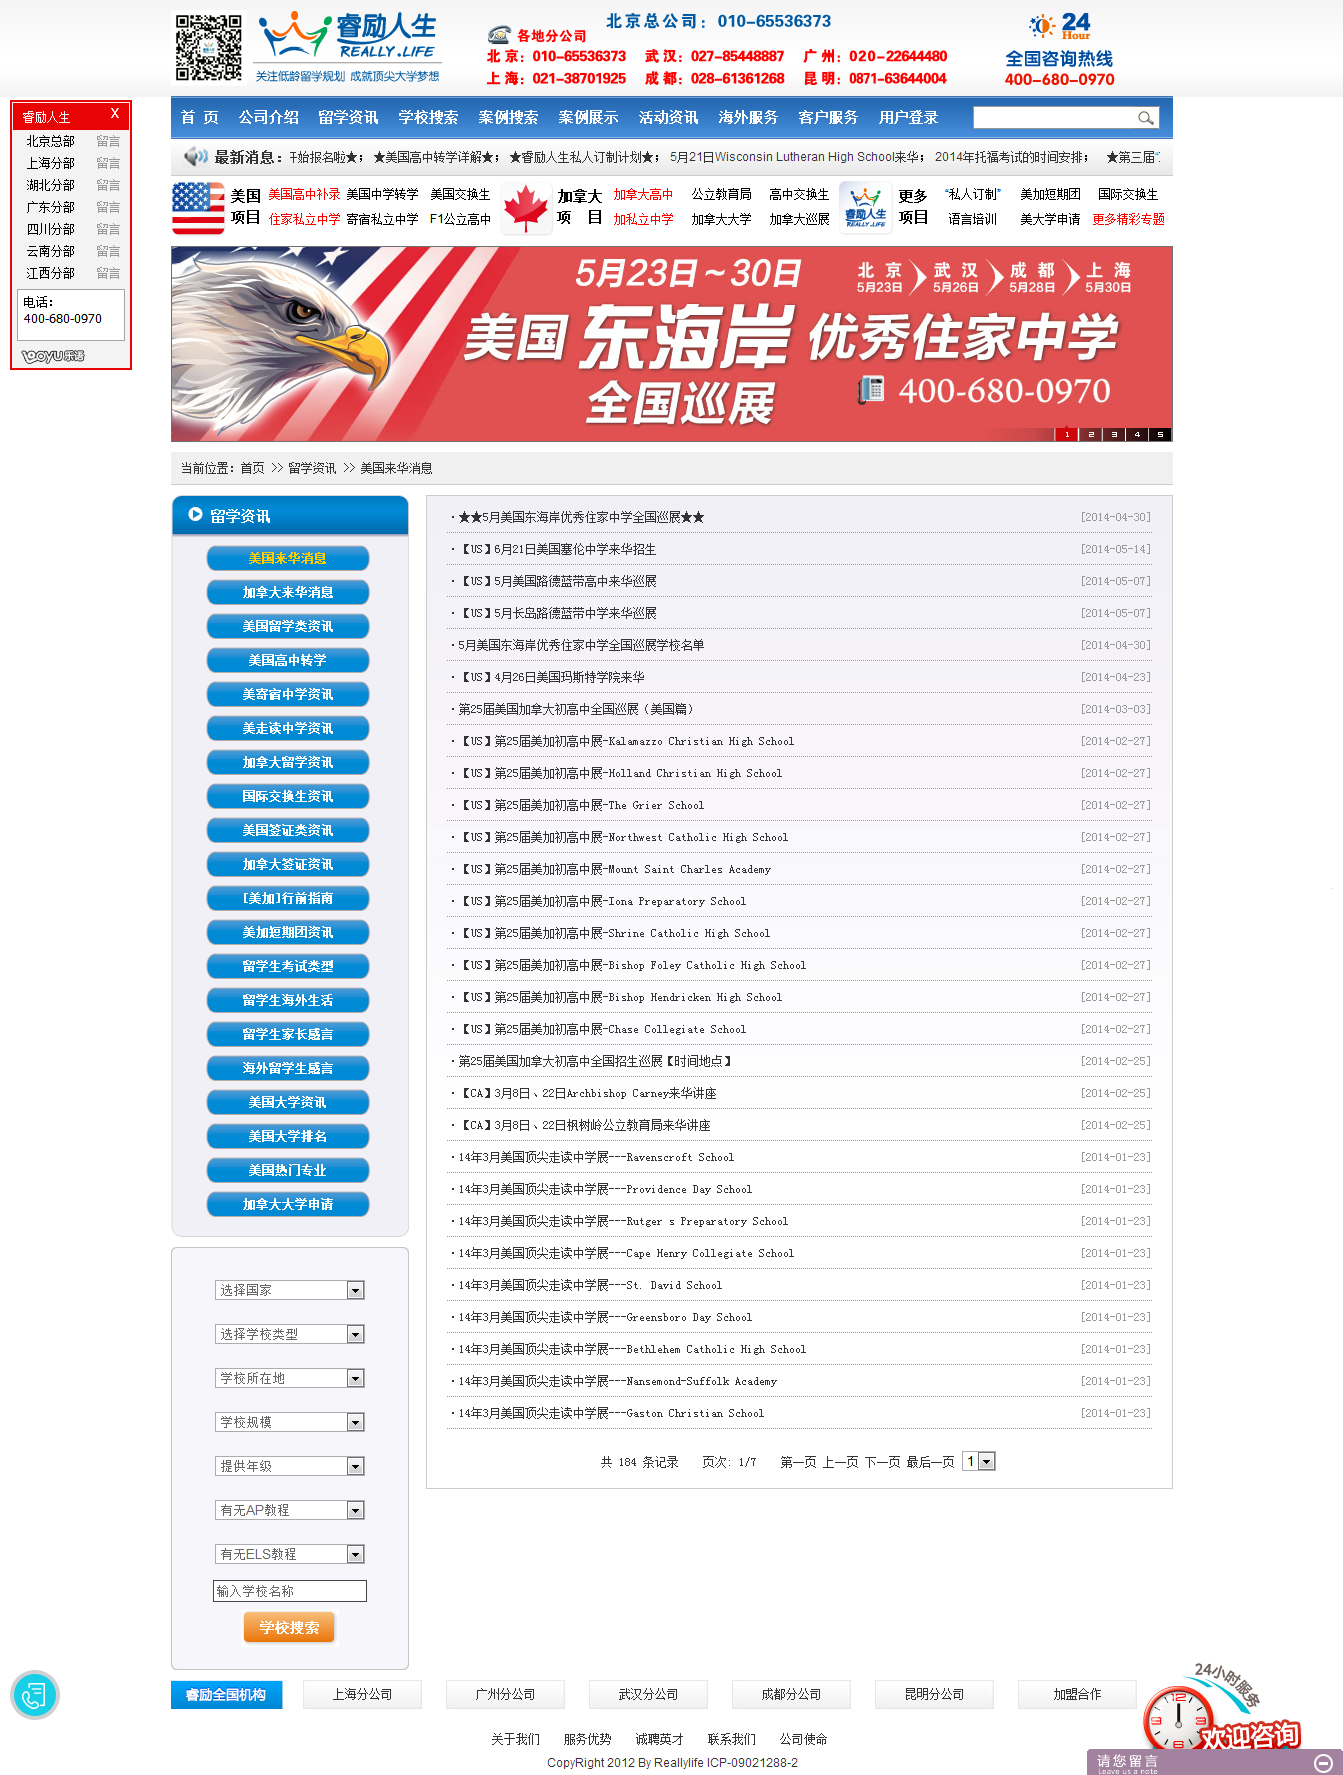 睿励人生
REALLY.LIFE
关注低龄留学规划 成就顶尖大学梦想
北京总公司：010-65536373
各地分公司
北京：010-65536373 武汉：027-85448887 广州：020-22644480
上海：021-38701925 成都：028-61361268 昆明：0871-63644004
24
Hour
全国咨询热线
400-680-0970
首 页 公司介绍 留学资讯 学校搜索 案例搜索 案例展示 活动资讯 海外服务 客户服务 用户登录
最新消息： 干始报名啦★； ★美国高中转学详解★； ★睿励人生私人订制计划★； 5月21日Wisconsin Lutheran High School来华； 2014年托福考试的时间安排； ★第三届
美国项目
美国高中补录 美国中学转学 美国交换生
住家私立中学 寄宿私立中学 F1公立高中
加拿大项 目
加拿大高中 公立教育局 高中交换生
加私立中学 加拿大大学 加拿大巡展
睿励人生
REALLY.LIFE
更多项目
“私人订制” 美加短期团 国际交换生
语言培训 美大学申请 更多精彩专题
睿励人生 X
北京总部 留言
上海分部 留言
湖北分部 留言
广东分部 留言
四川分部 留言
云南分部 留言
江西分部 留言
电话：
400-680-0970
乐语
5月23日～30日
北京 武汉 成都 上海
5月23日 5月26日 5月28日 5月30日
美国东海岸优秀住家中学
全国巡展
400-680-0970
1 2 3 4 5
当前位置：首页 >> 留学资讯 >> 美国来华消息
留学资讯
美国来华消息
加拿大来华消息
美国留学类资讯
美国高中转学
美寄宿中学资讯
美走读中学资讯
加拿大留学资讯
国际交换生资讯
美国签证类资讯
加拿大签证资讯
[美加]行前指南
美加短期团资讯
留学生考试类型
留学生海外生活
留学生家长感言
海外留学生感言
美国大学资讯
美国大学排名
美国热门专业
加拿大大学申请
·★★5月美国东海岸优秀住家中学全国巡展★★ [2014-04-30]
·【US】6月21日美国塞伦中学来华招生 [2014-05-14]
·【US】5月美国路德蓝带高中来华巡展 [2014-05-07]
·【US】5月长岛路德蓝带中学来华巡展 [2014-05-07]
·5月美国东海岸优秀住家中学全国巡展学校名单 [2014-04-30]
·【US】4月26日美国玛斯特学院来华 [2014-04-23]
·第25届美国加拿大初高中全国巡展（美国篇） [2014-03-03]
·【US】第25届美加初高中展-Kalamazzo Christian High School [2014-02-27]
·【US】第25届美加初高中展-Holland Christian High School [2014-02-27]
·【US】第25届美加初高中展-The Grier School [2014-02-27]
·【US】第25届美加初高中展-Northwest Catholic High School [2014-02-27]
·【US】第25届美加初高中展-Mount Saint Charles Academy [2014-02-27]
·【US】第25届美加初高中展-Iona Preparatory School [2014-02-27]
·【US】第25届美加初高中展-Shrine Catholic High School [2014-02-27]
·【US】第25届美加初高中展-Bishop Foley Catholic High School [2014-02-27]
·【US】第25届美加初高中展-Bishop Hendricken High School [2014-02-27]
·【US】第25届美加初高中展-Chase Collegiate School [2014-02-27]
·第25届美国加拿大初高中全国招生巡展【时间地点】 [2014-02-25]
·【CA】3月8日、22日Archbishop Carney来华讲座 [2014-02-25]
·【CA】3月8日、22日枫树岭公立教育局来华讲座 [2014-02-25]
·14年3月美国顶尖走读中学展---Ravenscroft School [2014-01-23]
·14年3月美国顶尖走读中学展---Providence Day School [2014-01-23]
·14年3月美国顶尖走读中学展---Rutger s Preparatory School [2014-01-23]
·14年3月美国顶尖走读中学展---Cape Henry Collegiate School [2014-01-23]
·14年3月美国顶尖走读中学展---St. David School [2014-01-23]
·14年3月美国顶尖走读中学展---Greensboro Day School [2014-01-23]
·14年3月美国顶尖走读中学展---Bethlehem Catholic High School [2014-01-23]
·14年3月美国顶尖走读中学展---Nansemond-Suffolk Academy [2014-01-23]
·14年3月美国顶尖走读中学展---Gaston Christian School [2014-01-23]
共 184 条记录 页次：1/7 第一页 上一页 下一页 最后一页 1
选择国家
选择学校类型
学校所在地
学校规模
提供年级
有无AP教程
有无ELS教程
输入学校名称
学校搜索
睿励全国机构 上海分公司 广州分公司 武汉分公司 成都分公司 昆明分公司 加盟合作
关于我们 服务优势 诚聘英才 联系我们 公司使命
CopyRight 2012 By Reallylife ICP-09021288-2
24小时服务
欢迎咨询
请您留言
Leave us a note